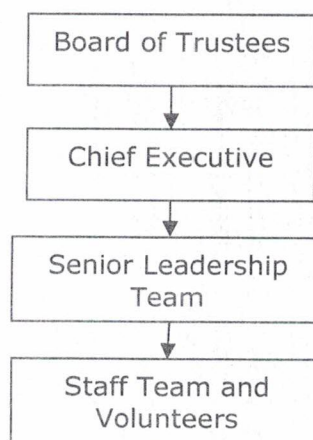 Board of Trustees
Chief Executive
Senior Leadership
Team
Staff Team and
Volunteers